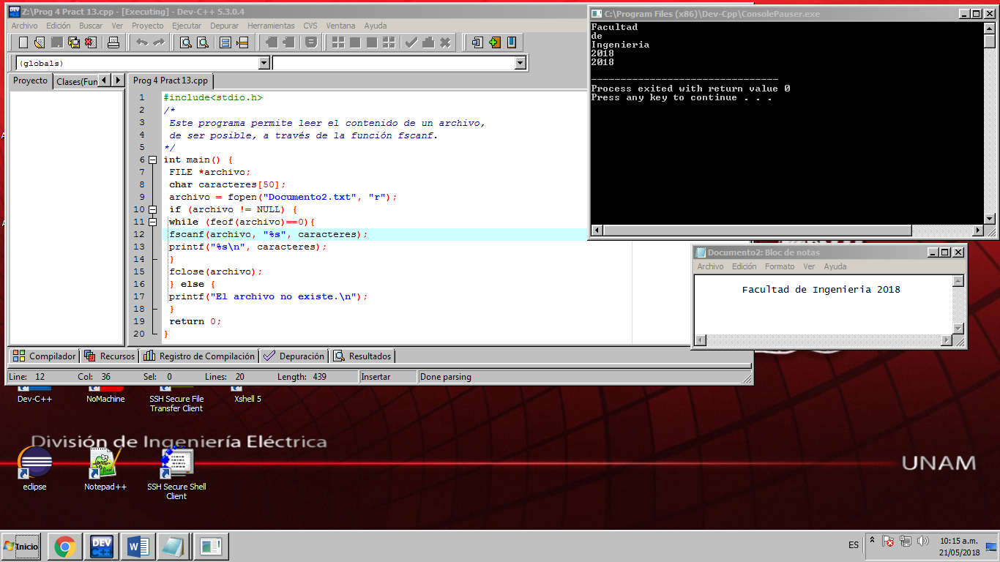 Z:\Prog 4 Pract 13.cpp - [Executing] - Dev-C++ 5.3.0.4
Archivo Edición Buscar Ver Proyecto Ejecutar Depurar Herramientas CVS Ventana Ayuda
(globals)
Proyecto Clases(Fun
Prog 4 Pract 13.cpp
1 #include<stdio.h>
2 /*
3 Este programa permite leer el contenido de un archivo,
4 de ser posible, a través de la función fscanf.
5 */
6 int main() {
7 FILE *archivo;
8 char caracteres[50];
9 archivo = fopen("Documento2.txt", "r");
10 if (archivo != NULL) {
11 while (feof(archivo)==0){
12 fscanf(archivo, "%s", caracteres);
13 printf("%s\n", caracteres);
14 }
15 fclose(archivo);
16 } else {
17 printf("El archivo no existe.\n");
18 }
19 return 0;
20 }
Compilador Recursos Registro de Compilación Depuración Resultados
Line: 12 Col: 36 Sel: 0 Lines: 20 Length: 439 Insertar Done parsing
C:\Program Files (x86)\Dev-Cpp\ConsolePauser.exe
Facultad
de
Ingenieria
2018
2018
--------------------------------
Process exited with return value 0
Press any key to continue . . .
Documento2: Bloc de notas
Archivo Edición Formato Ver Ayuda
Facultad de Ingenieria 2018
Dev-C++
NoMachine
SSH Secure File
Transfer Client
Xshell 5
División de Ingeniería Eléctrica
UNAM
eclipse
Notepad++
SSH Secure Shell
Client
Inicio
DEV
C++
ES
10:15 a.m.
21/05/2018